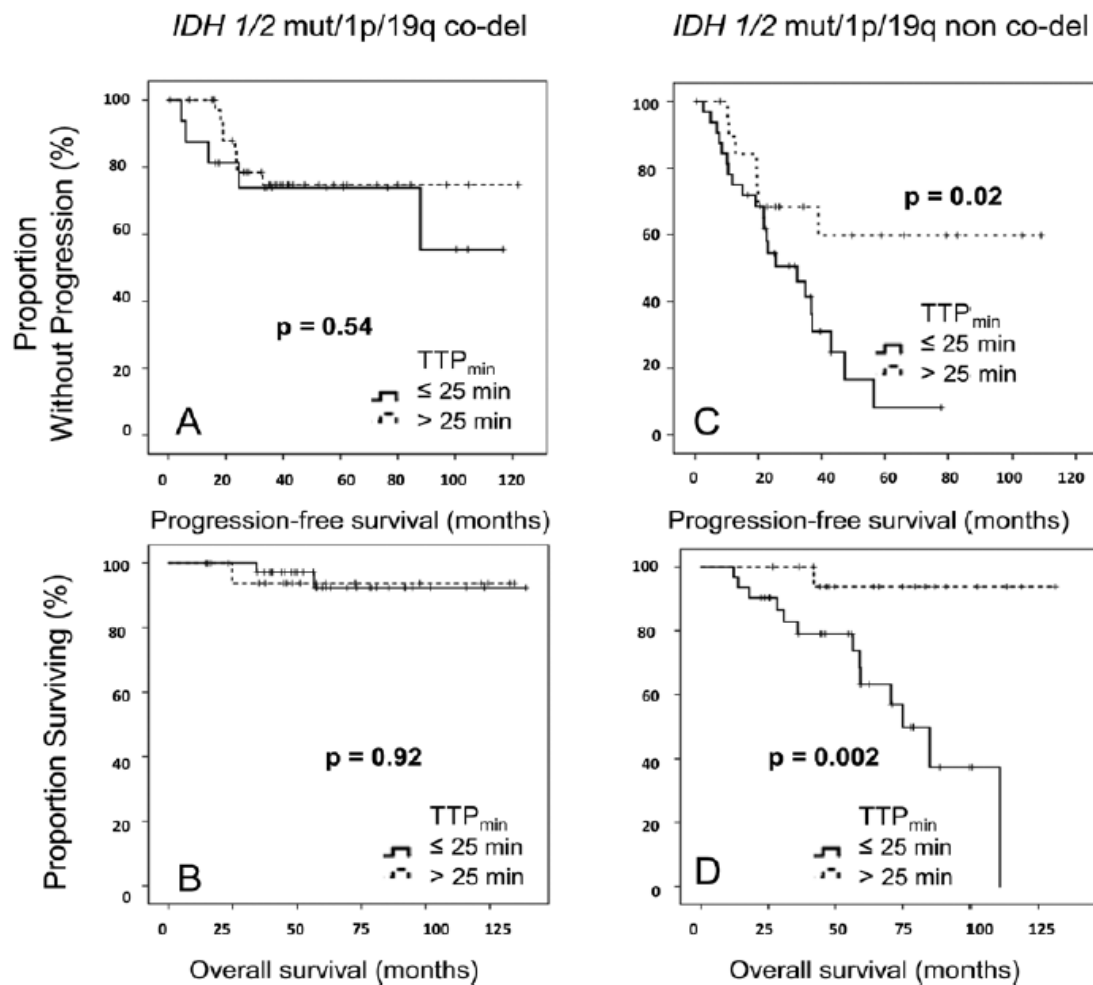 IDH 1/2 mut/1p/19q co-del
IDH 1/2 mut/1p/19q non co-del
Proportion
Without Progression (%)
100
80
60
40
20
0
p = 0.54
TTPmin
≤ 25 min
> 25 min
A
0 20 40 60 80 100 120
Progression-free survival (months)
100
80
60
40
20
0
p = 0.02
TTPmin
≤ 25 min
> 25 min
C
0 20 40 60 80 100 120
Progression-free survival (months)
Proportion Surviving (%)
100
80
60
40
20
0
p = 0.92
TTPmin
≤ 25 min
> 25 min
B
0 25 50 75 100 125
Overall survival (months)
100
80
60
40
20
0
p = 0.002
TTPmin
≤ 25 min
> 25 min
D
0 25 50 75 100 125
Overall survival (months)